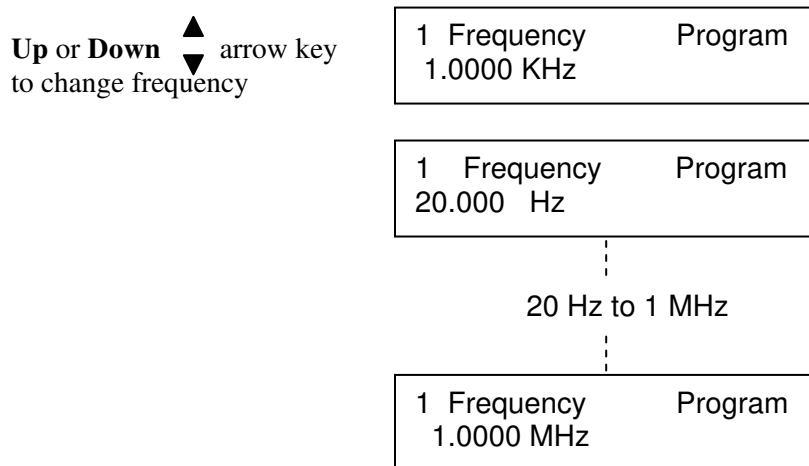 Up or Down ▲▼ arrow key
to change frequency
1 Frequency Program
1.0000 KHz
1 Frequency Program
20.000 Hz
20 Hz to 1 MHz
1 Frequency Program
1.0000 MHz